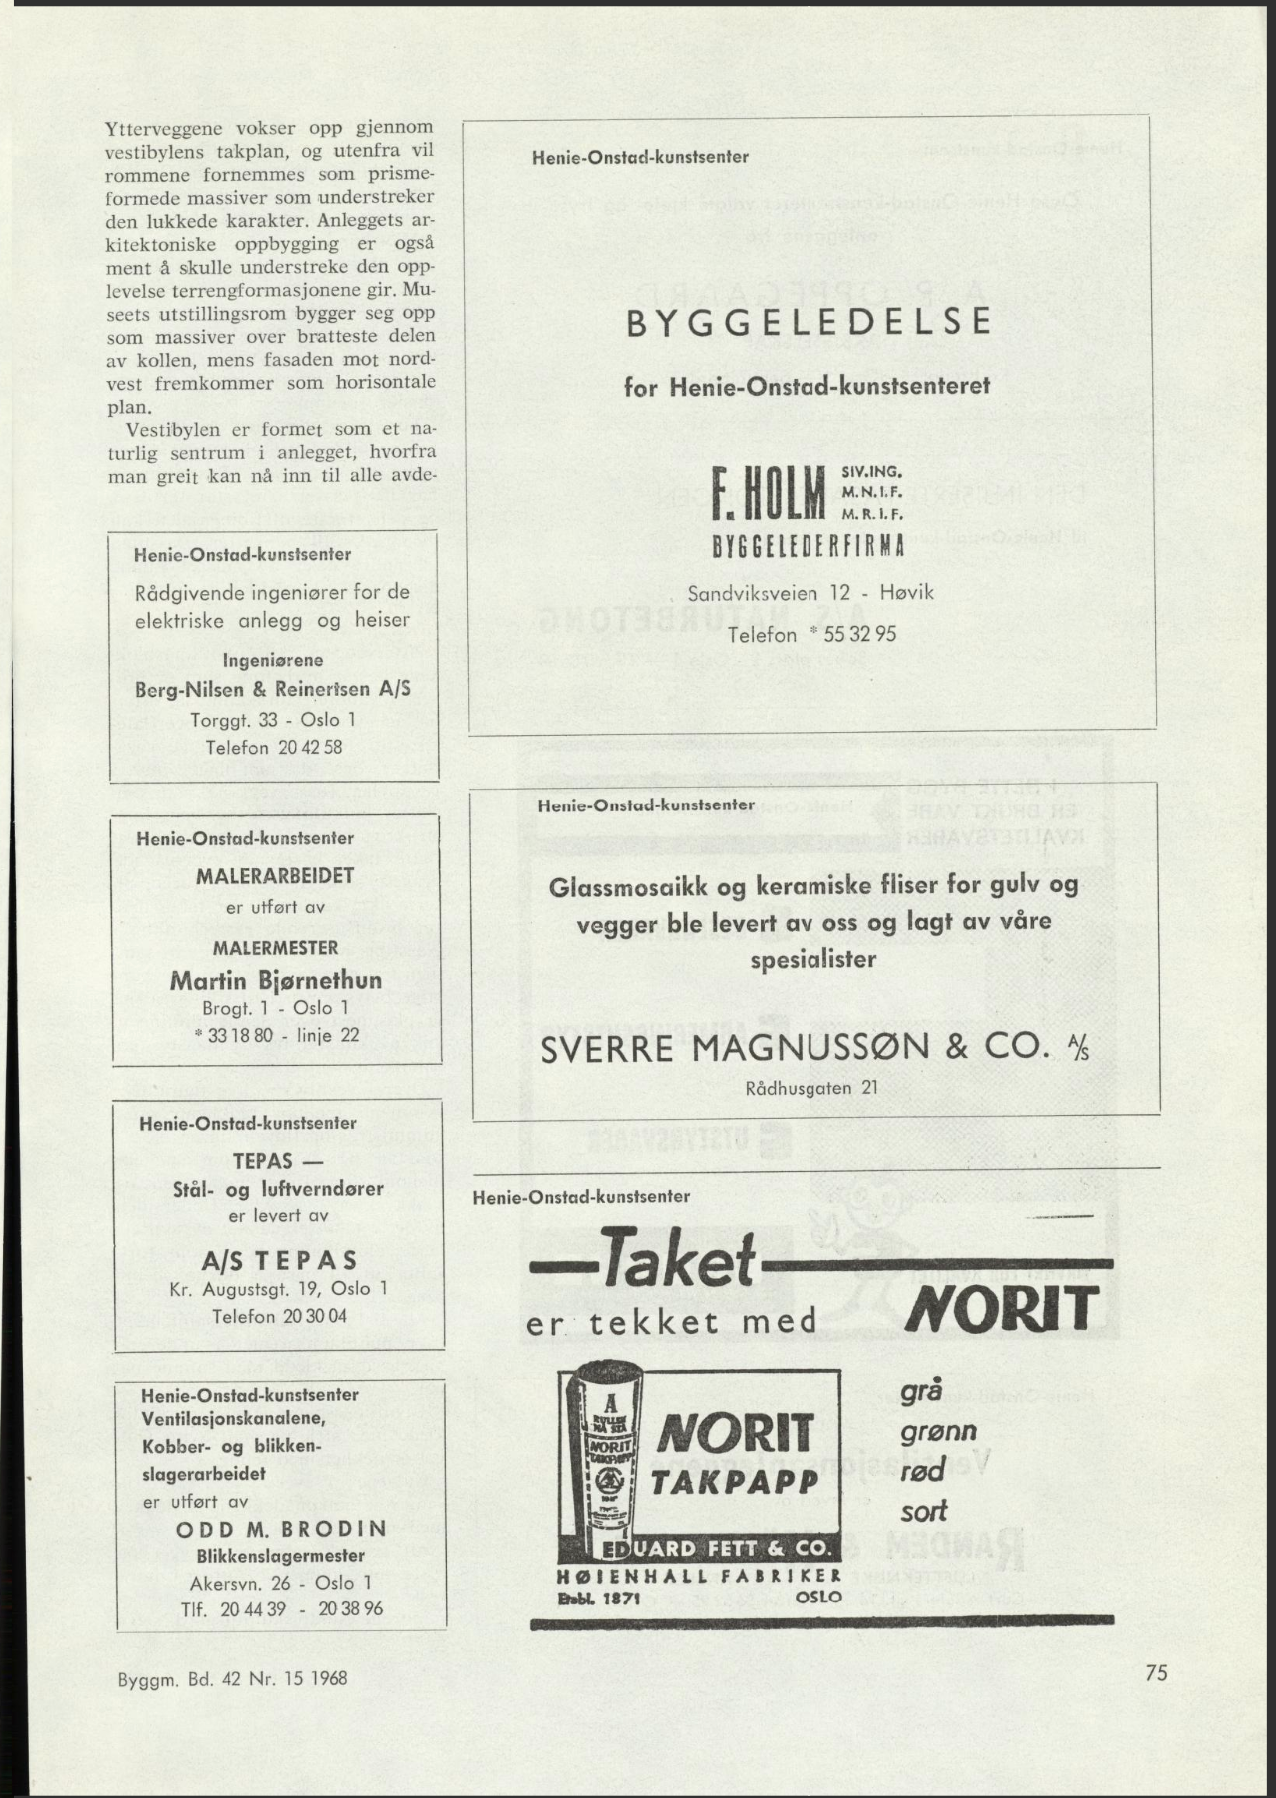 Ytterveggene vokser opp gjennom
vestibylens takplan, og utenfra vil
rommene fornemmes som prisme-
formede massiver som understreker
den lukkede karakter. Anleggets ar-
kitektoniske oppbygging er også
ment å skulle understreke den opp-
levelse terrengformasjonene gir. Mu-
seets utstillingsrom bygger seg opp
som massiver over bratteste delen
av kollen, mens fasaden mot nord-
vest fremkommer som horisontale
plan.
Vestibylen er formet som et na-
turlig sentrum i anlegget, hvorfra
man greit kan nå inn til alle avde-
Henie-Onstad-kunstsenter
Rådgivende ingeniører for de
elektriske anlegg og heiser
Ingeniørene
Berg-Nilsen & Reinertsen A/S
Torggt. 33 - Oslo 1
Telefon 20 42 58
Henie-Onstad-kunstsenter
MALERARBEIDET
er utført av
MALERMESTER
Martin Bjørnethun
Brogt. 1 - Oslo 1
* 33 18 80 - linje 22
Henie-Onstad-kunstsenter
TEPAS —
Stål- og luftverndører
er levert av
A/S TEPAS
Kr. Augustsgt. 19, Oslo 1
Telefon 20 30 04
Henie-Onstad-kunstsenter
Ventilasjonskanalene,
Kobber- og blikken-
slagerarbeidet
er utført av
ODD M. BRODIN
Blikkenslagermester
Akersvn. 26 - Oslo 1
Tlf. 20 44 39 - 20 38 96
Henie-Onstad-kunstsenter
BYGGELEDELSE
for Henie-Onstad-kunstsenteret
F. HOLM SIV.ING.
M.N.I.F.
M.R.I.F.
BYGGELEDERFIRMA
Sandviksveien 12 - Høvik
Telefon * 55 32 95
Henie-Onstad-kunstsenter
Glassmosaikk og keramiske fliser for gulv og
vegger ble levert av oss og lagt av våre
spesialister
SVERRE MAGNUSSØN & CO. A/S
Rådhusgaten 21
Henie-Onstad-kunstsenter
Taket
er tekket med NORIT
A
RULLEN
MÅ STÅ
NORIT
TAKPAPP
NORIT
TAKPAPP
EDUARD FETT & CO.
HØIENHALL FABRIKER
Etabl. 1871 OSLO
grå
grønn
rød
sort
Byggm. Bd. 42 Nr. 15 1968
75